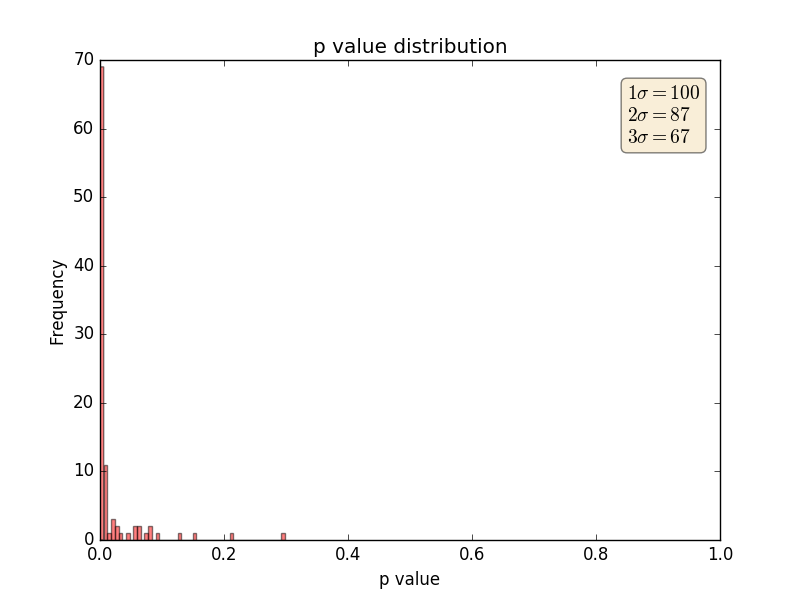 p value distribution
70
60
50
40
30
20
10
0
Frequency
1σ = 100
2σ = 87
3σ = 67
0.0 0.2 0.4 0.6 0.8 1.0
p value